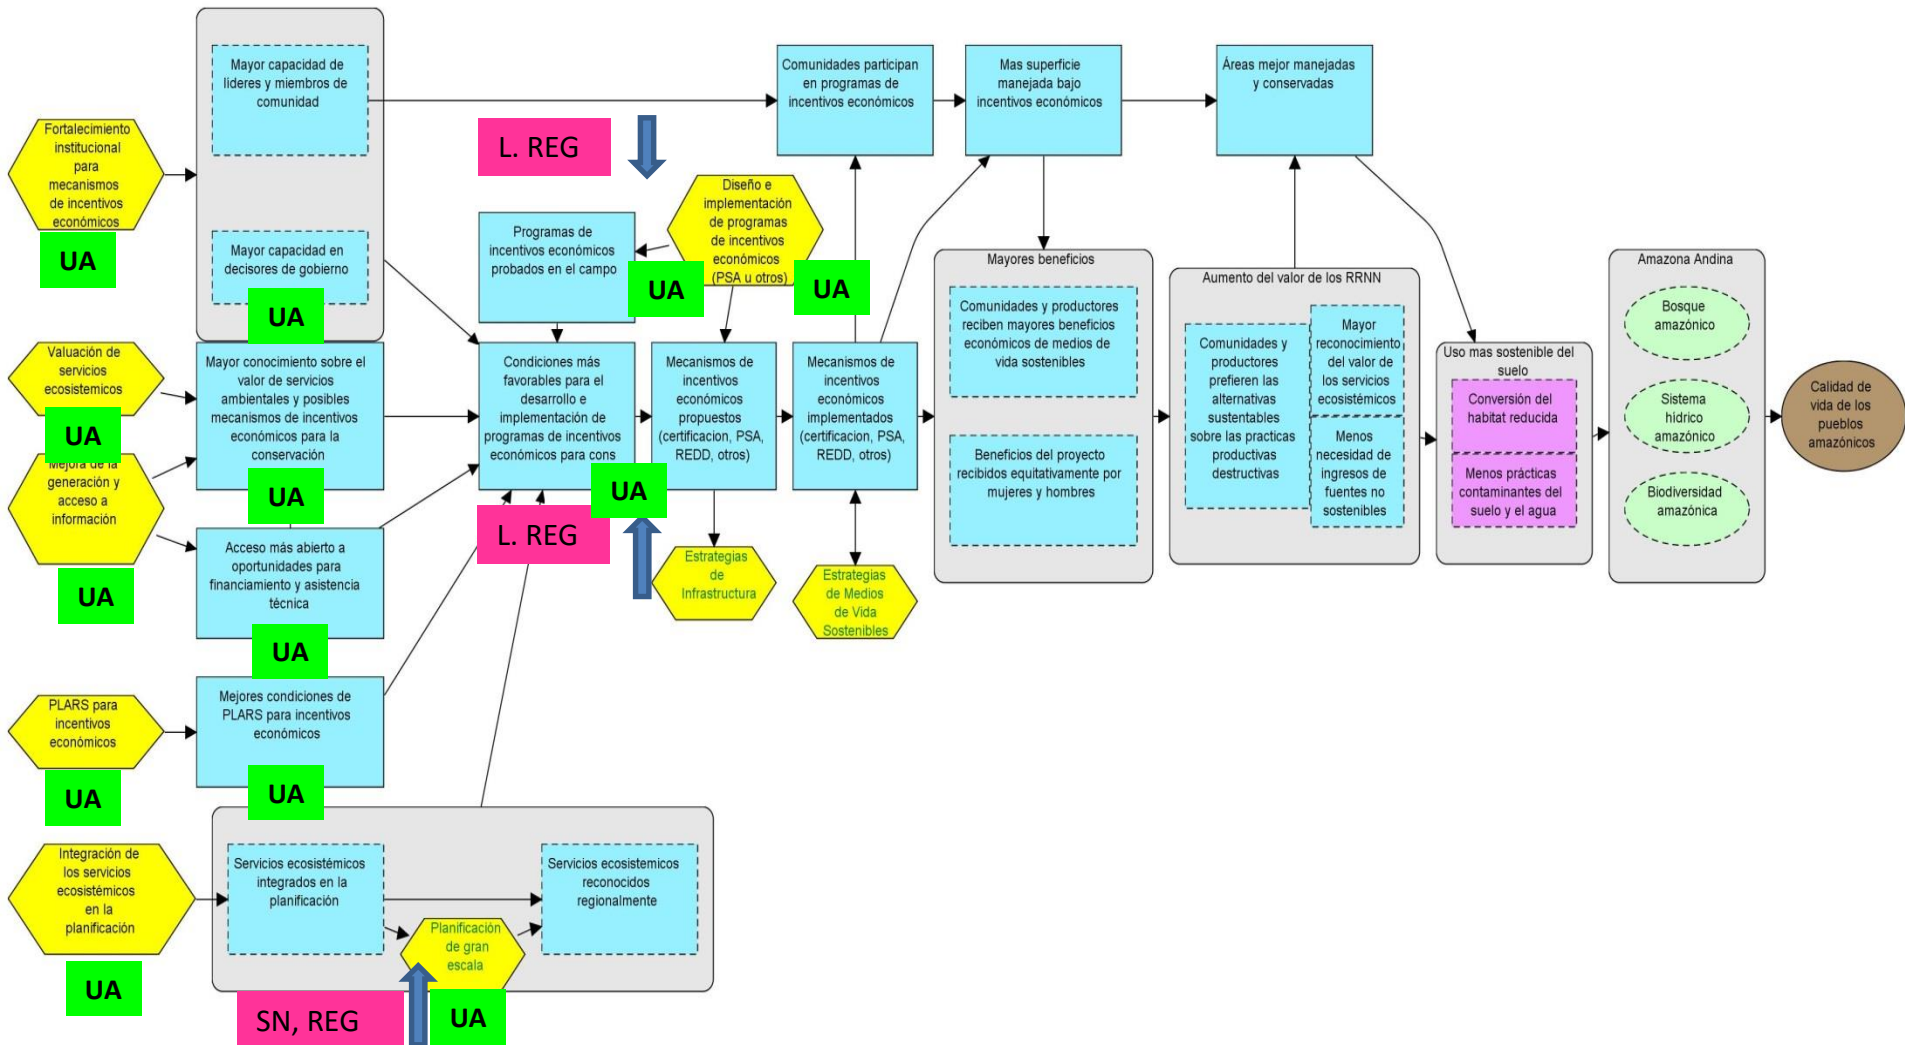 Fortalecimiento
institucional
para
mecanismos
de incentivos
económicos
UA
Mayor capacidad de
líderes y miembros de
comunidad
Mayor capacidad en
decisores de gobierno
UA
Valuación de
servicios
ecosistemicos
UA
Mejora de la
generación y
acceso a
información
UA
Mayor conocimiento sobre el
valor de servicios
ambientales y posibles
mecanismos de incentivos
económicos para la
conservación
UA
Acceso más abierto a
oportunidades para
financiamiento y asistencia
técnica
UA
PLARS para
incentivos
económicos
UA
Mejores condiciones de
PLARS para incentivos
económicos
UA
Integración de
los servicios
ecosistémicos
en la
planificación
UA
Servicios ecosistémicos
integrados en la
planificación
Planificación
de gran
escala
Servicios ecosistemicos
reconocidos
regionalmente
SN, REG
UA
L. REG
Programas de
incentivos económicos
probados en el campo
UA
Diseño e
implementación
de programas
de incentivos
económicos
(PSA u otros)
UA
Condiciones más
favorables para el
desarrollo e
implementación de
programas de incentivos
económicos para cons
UA
L. REG
Mecanismos de
incentivos
económicos
propuestos
(certificacion, PSA,
REDD, otros)
Estrategias
de
Infrastructura
Mecanismos de
incentivos
económicos
implementados
(certificacion, PSA,
REDD, otros)
Estrategias
de Medios
de Vida
Sostenibles
Comunidades participan
en programas de
incentivos económicos
Mas superficie
manejada bajo
incentivos económicos
Áreas mejor manejadas
y conservadas
Mayores beneficios
Comunidades y productores
reciben mayores beneficios
económicos de medios de
vida sostenibles
Beneficios del proyecto
recibidos equitativamente por
mujeres y hombres
Aumento del valor de los RRNN
Comunidades y
productores
prefieren las
alternativas
sustentables
sobre las practicas
productivas
destructivas
Mayor
reconocimiento
del valor de
los servicios
ecosistémicos
Menos
necesidad de
ingresos de
fuentes no
sostenibles
Uso mas sostenible del
suelo
Conversión del
habitat reducida
Menos prácticas
contaminantes del
suelo y el agua
Amazona Andina
Bosque
amazónico
Sistema
hídrico
amazónico
Biodiversidad
amazónica
Calidad de
vida de los
pueblos
amazónicos